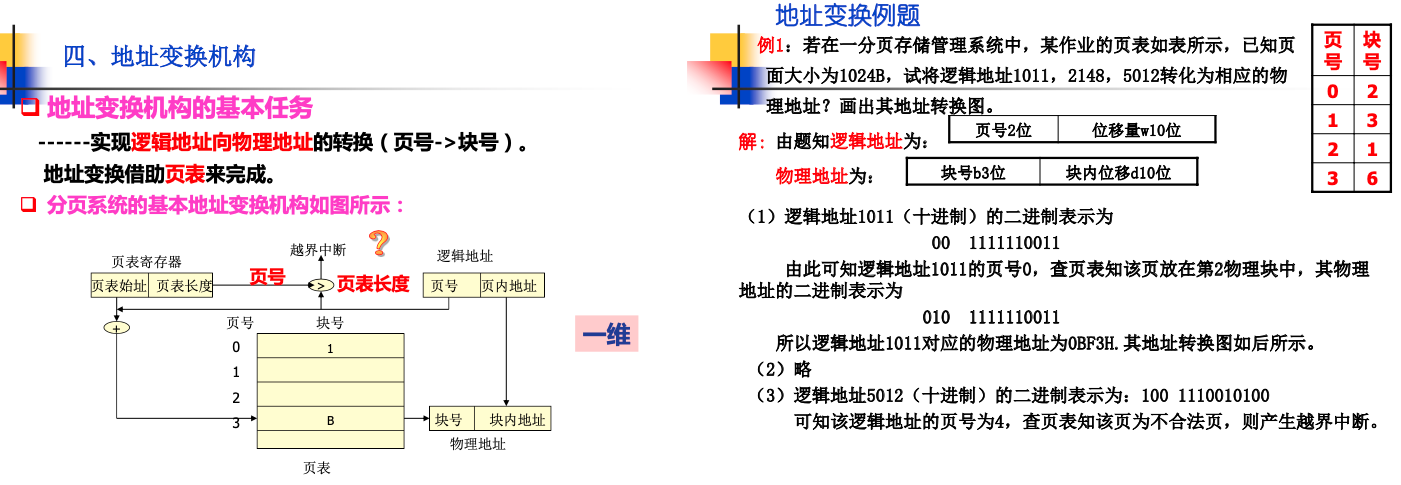 四、地址变换机构
地址变换机构的基本任务
------实现逻辑地址向物理地址的转换（页号->块号）。
地址变换借助页表来完成。
分页系统的基本地址变换机构如图所示：
越界中断
?
页表寄存器
逻辑地址
页表始址 页表长度
页号
>
页表长度
页号 页内地址
+
页号 块号
一维
0 1
1
2
3 B
块号 块内地址
物理地址
页表
地址变换例题
例1：若在一分页存储管理系统中，某作业的页表如表所示，已知页
面大小为1024B，试将逻辑地址1011，2148，5012转化为相应的物
理地址？画出其地址转换图。
解：由题知逻辑地址为：
页号2位 位移量w10位
物理地址为：
块号b3位 块内位移d10位
页号 块号
0 2
1 3
2 1
3 6
（1）逻辑地址1011（十进制）的二进制表示为
00 1111110011
由此可知逻辑地址1011的页号0，查页表知该页放在第2物理块中，其物理
地址的二进制表示为
010 1111110011
所以逻辑地址1011对应的物理地址为0BF3H.其地址转换图如后所示。
（2）略
（3）逻辑地址5012（十进制）的二进制表示为：100 1110010100
可知该逻辑地址的页号为4，查页表知该页为不合法页，则产生越界中断。